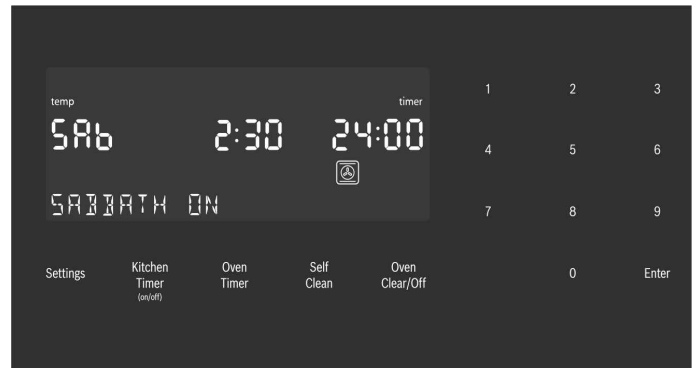 temp timer
SAb 2:30 24:00
SABBATH ON
Settings
Kitchen
Timer
(on/off)
Oven
Timer
Self
Clean
Oven
Clear/Off
1 2 3
4 5 6
7 8 9
0 Enter